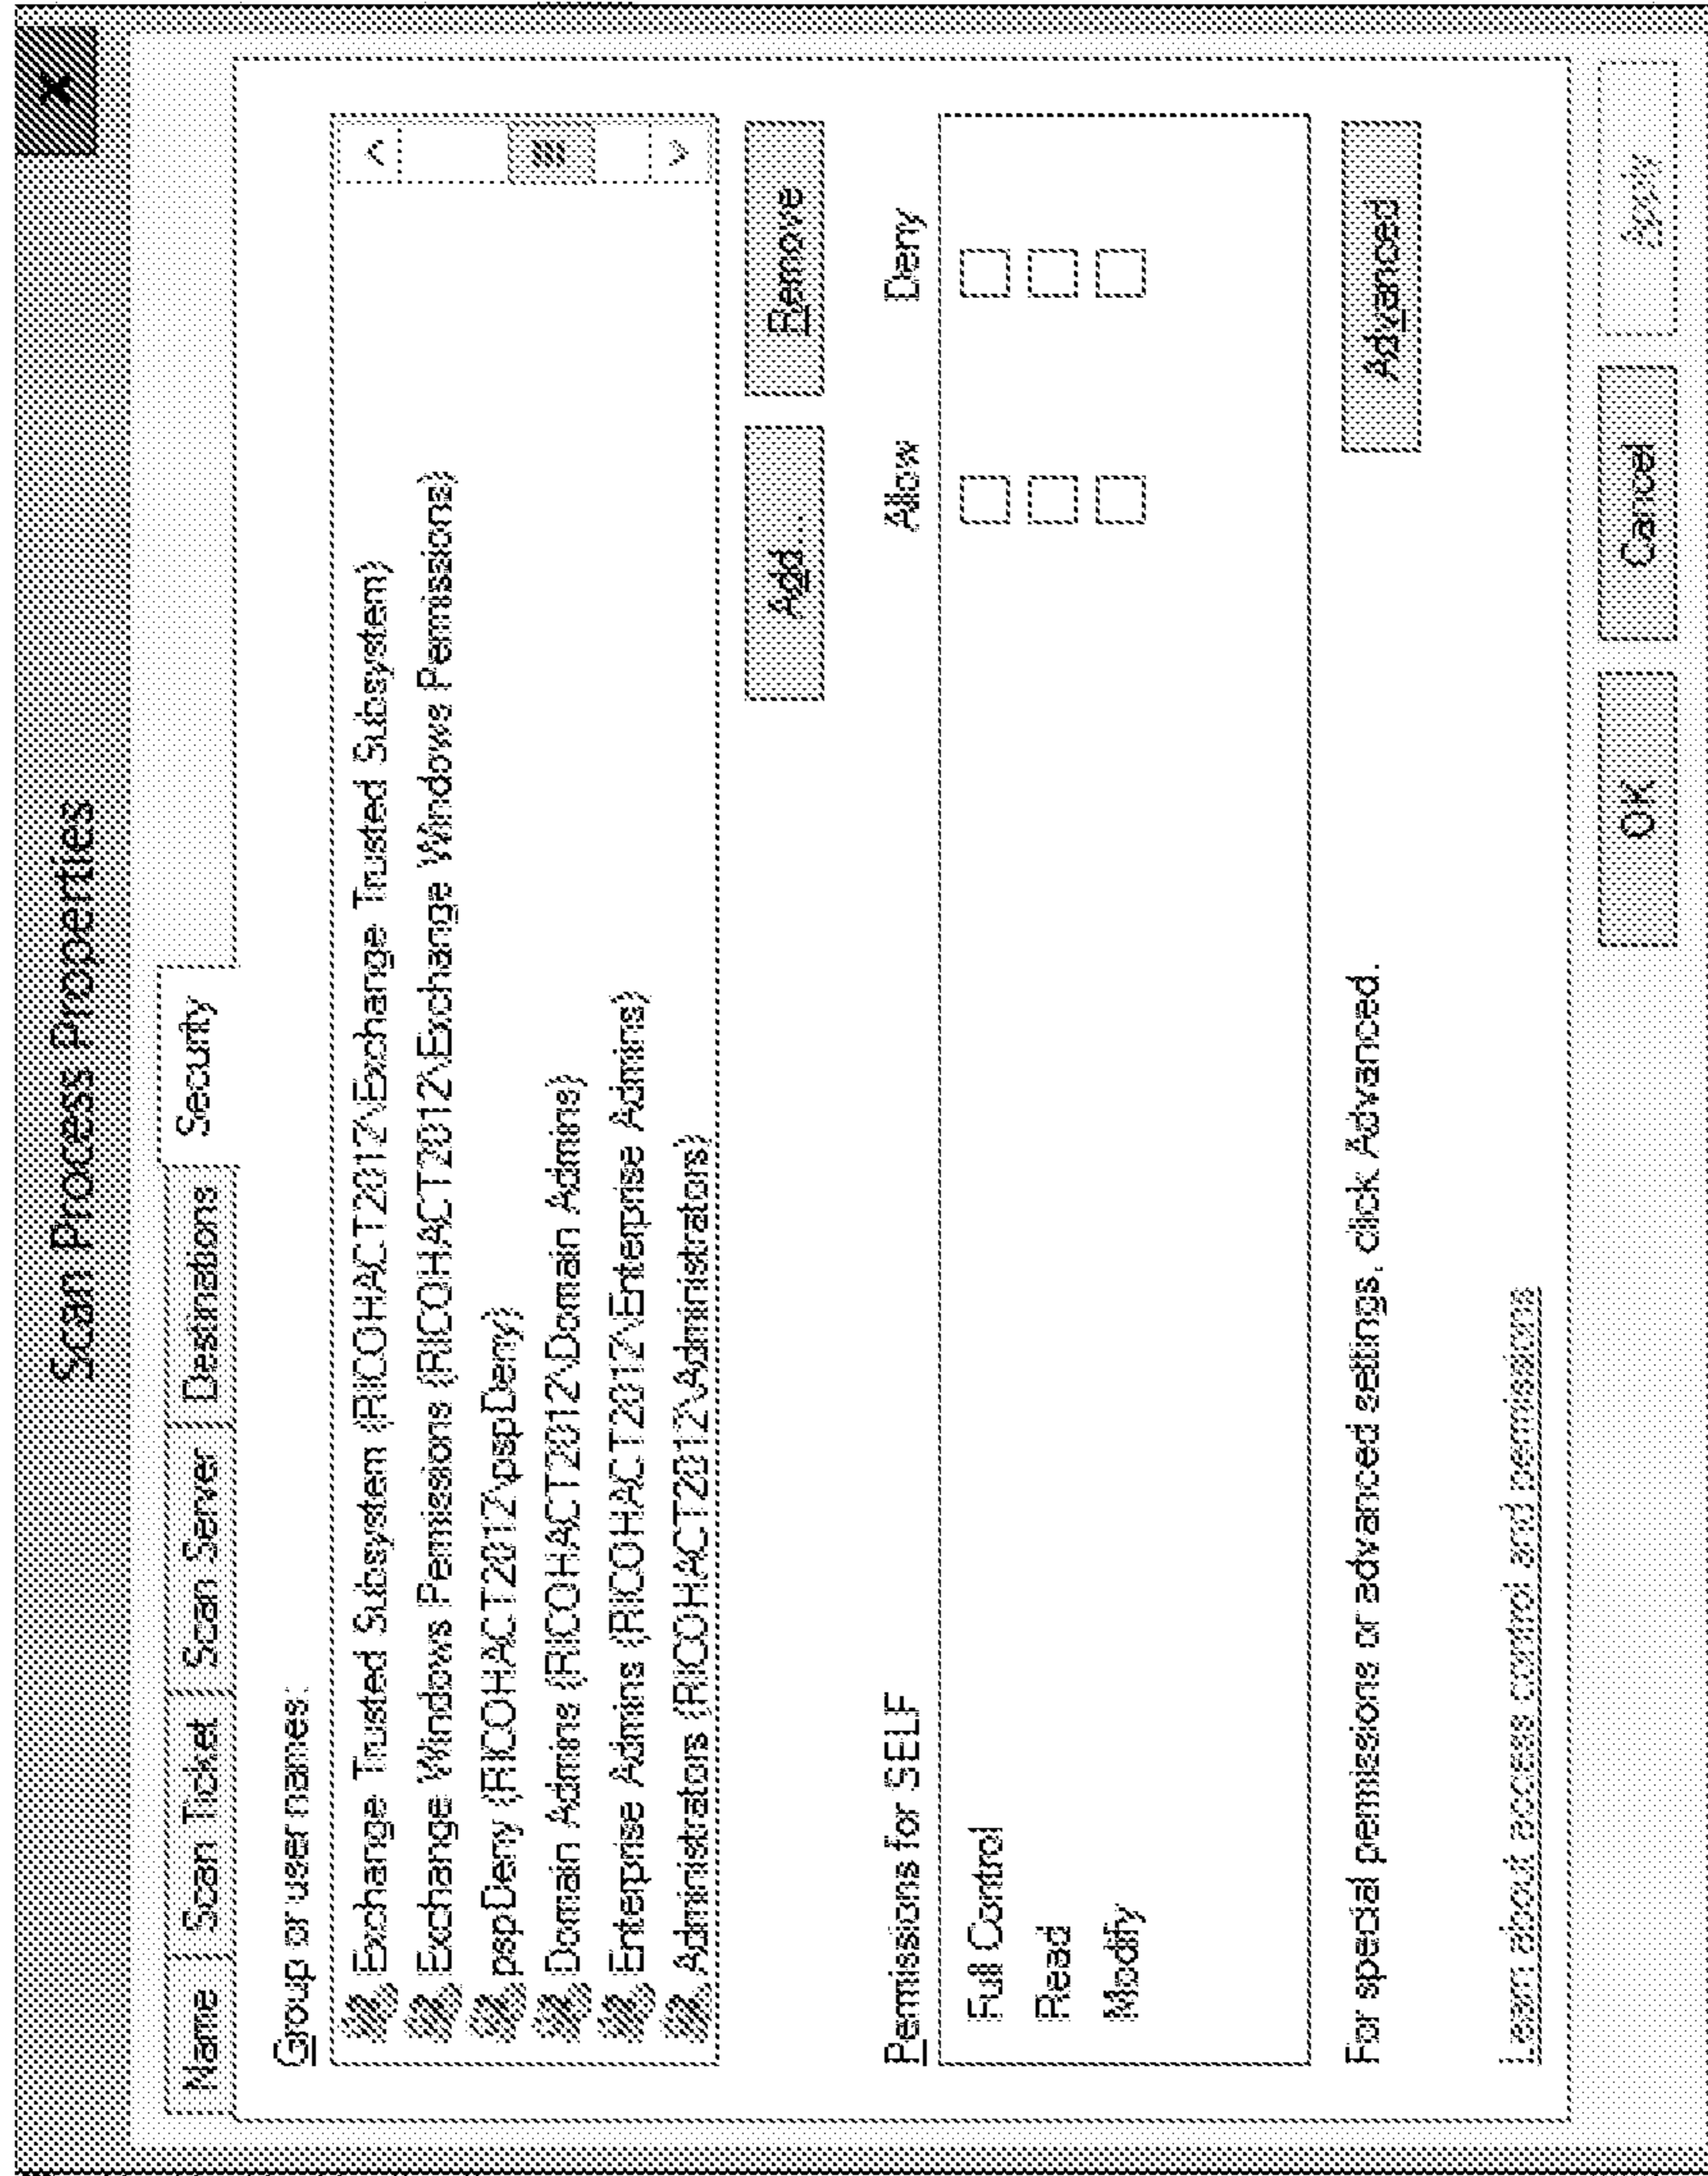 Scan Process Properties
x
Name Scan Ticket Scan Server Destinations Security
Group or user names:
Exchange Trusted Subsystem (RICOHACT2012\Exchange Trusted Subsystem)
Exchange Windows Permissions (RICOHACT2012\Exchange Windows Permissions)
pspDeny (RICOHACT2012\pspDeny)
Domain Admins (RICOHACT2012\Domain Admins)
Enterprise Admins (RICOHACT2012\Enterprise Admins)
Administrators (RICOHACT2012\Administrators)
Add... Remove
Permissions for SELF Allow Deny
Full Control
Read
Modify
For special permissions or advanced settings, click Advanced.
Advanced
Learn about access control and permissions
OK Cancel Apply